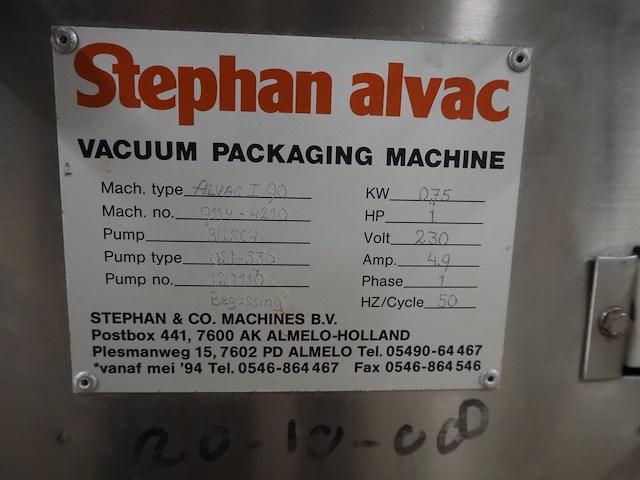 Stephan alvac
VACUUM PACKAGING MACHINE
Mach. type ALVAC T 90
Mach. no. 9114-4210
Pump BUSCH
Pump type
Pump no.
Begassing
KW 0.75
HP 1
Volt 230
Amp. 4.9
Phase 1
HZ/Cycle 50
STEPHAN & CO. MACHINES B.V.
Postbox 441, 7600 AK ALMELO-HOLLAND
Plesmanweg 15, 7602 PD ALMELO Tel. 05490-64467
*vanaf mei '94 Tel. 0546-864467 Fax 0546-864546
20-10-00